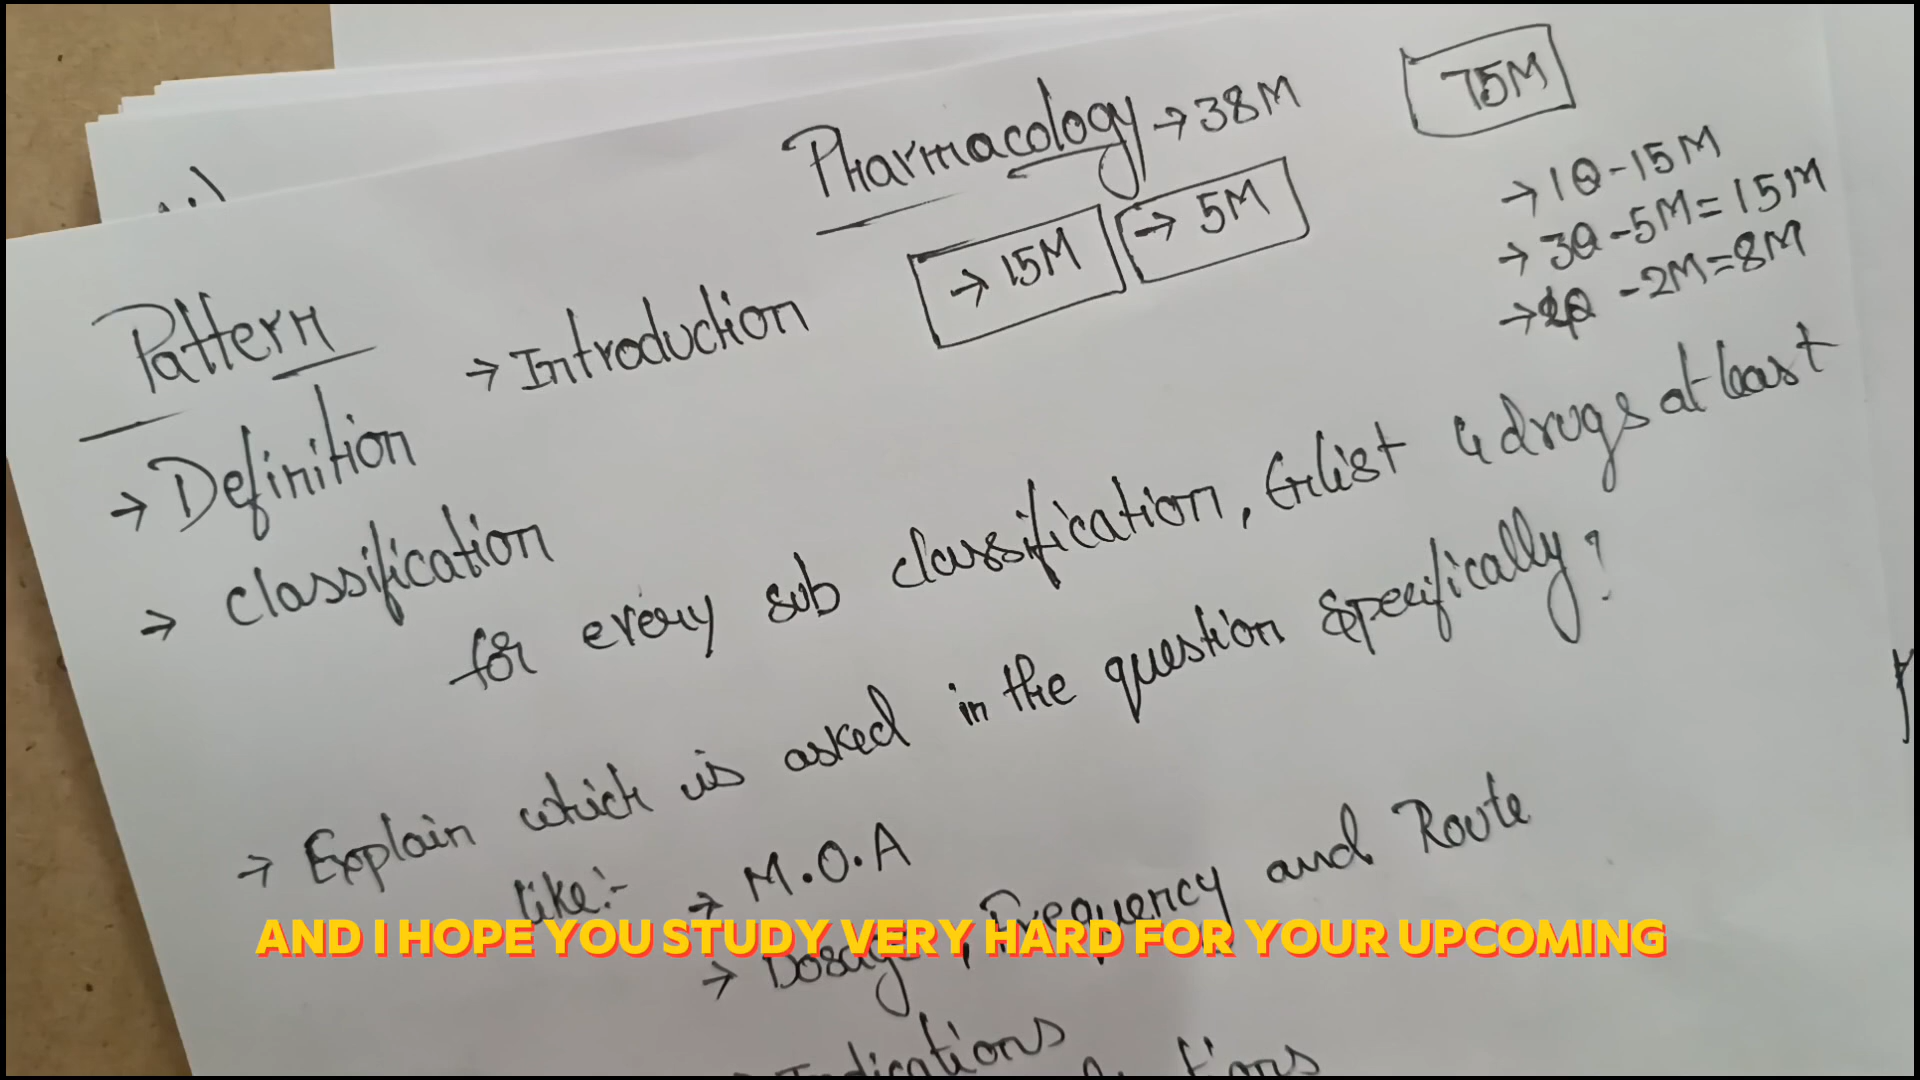 Pharmacology → 38M
75M
→ 15M
→ 5M
→ 1Q - 15M
→ 3Q - 5M = 15M
→ 4Q - 2M = 8M
Pattern
→ Introduction
→ Definition
→ classification
for every sub classification, Enlist 4 drugs at least
→ Explain which is asked in the question specifically?
like:-
→ M.O.A
→ Dosage, Frequency and Route
Indications
AND I HOPE YOU STUDY VERY HARD FOR YOUR UPCOMING